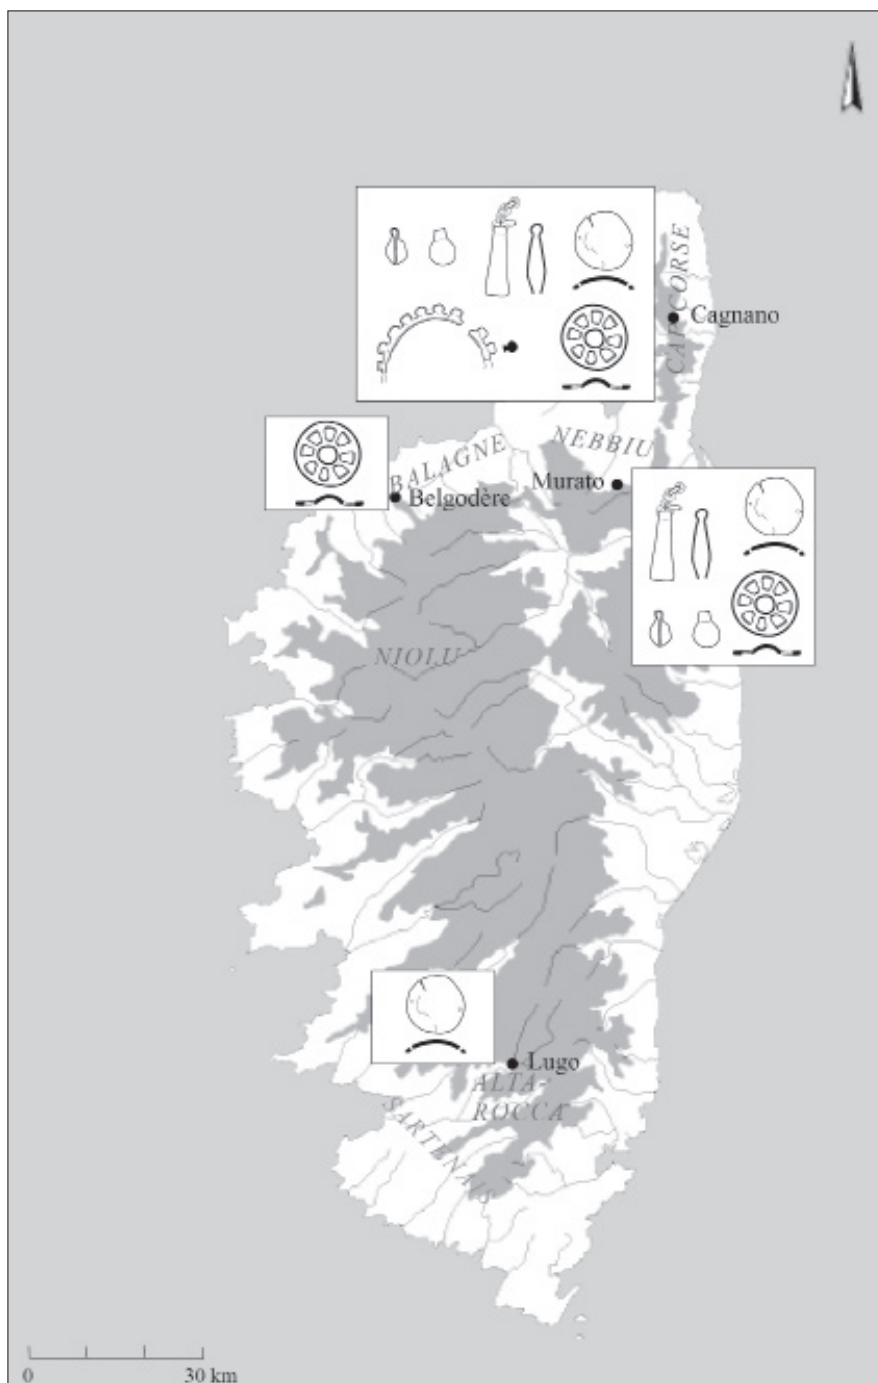 CAP CORSE
Cagnano
NEBBIU
BALAGNE
Murato
Belgodère
NIOLU
Lugo
ALTA-
ROCCA
SARTENAIS
0
30 km